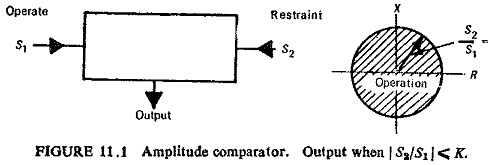 Operate
Restraint
S₁
S₂
Output
X
S₂/S₁ =
R
Operation
FIGURE 11.1 Amplitude comparator. Output when |S₂/S₁| < K.